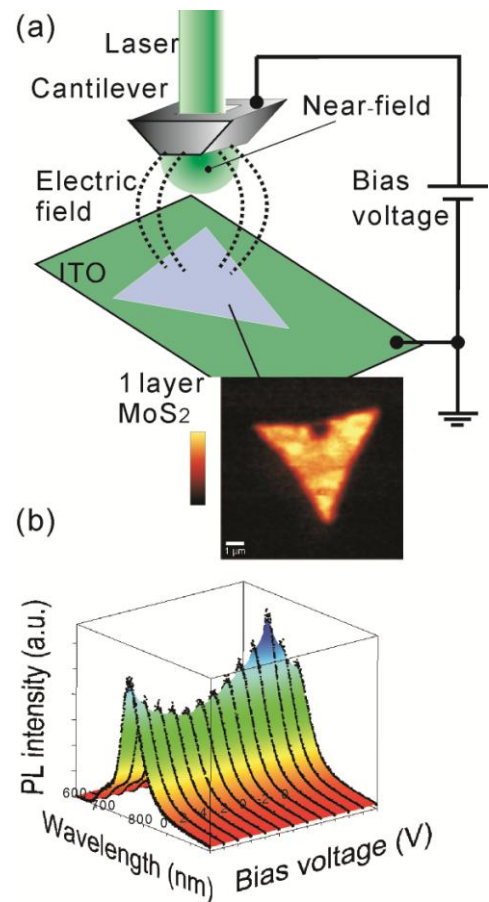 (a)
Laser
Cantilever
Near-field
Electric
field
Bias
voltage
ITO
1 layer
MoS2
1 μm
(b)
PL intensity (a.u.)
600
700
800
Wavelength (nm)
Bias voltage (V)